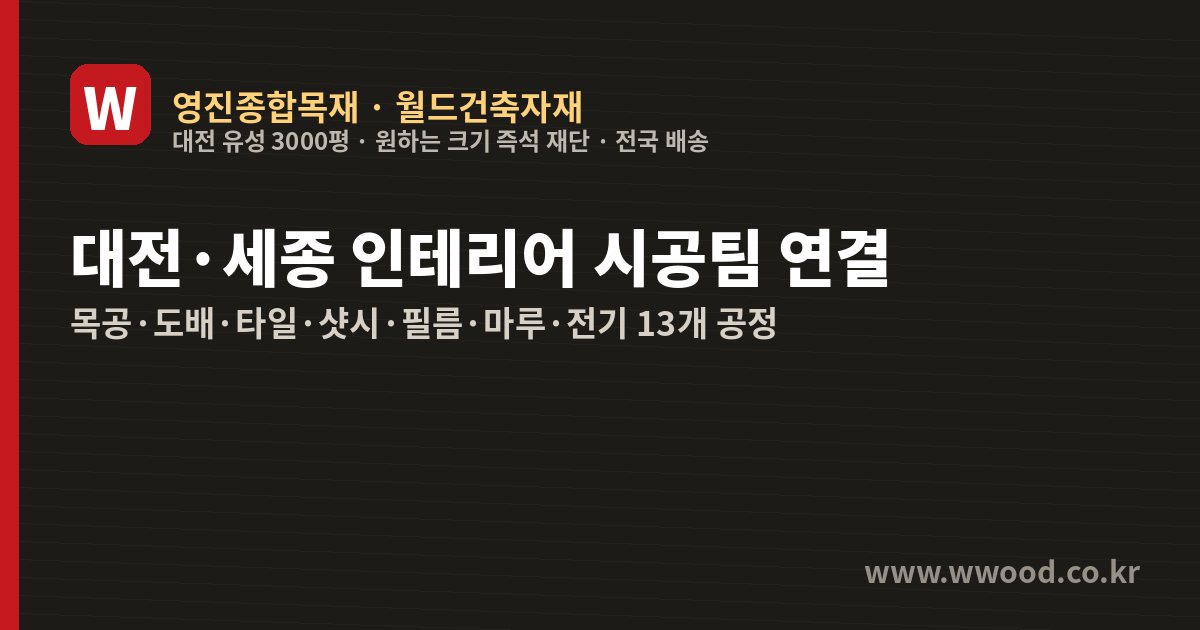 W
영진종합목재 · 월드건축자재
대전 유성 3000평 · 원하는 크기 즉석 재단 · 전국 배송
대전·세종 인테리어 시공팀 연결
목공·도배·타일·샷시·필름·마루·전기 13개 공정
www.wwood.co.kr